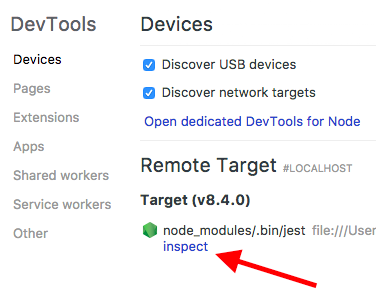 DevTools
Devices
Pages
Extensions
Apps
Shared workers
Service workers
Other
Devices
Discover USB devices
Discover network targets
Open dedicated DevTools for Node
Remote Target #LOCALHOST
Target (v8.4.0)
node_modules/.bin/jest file:///User
inspect